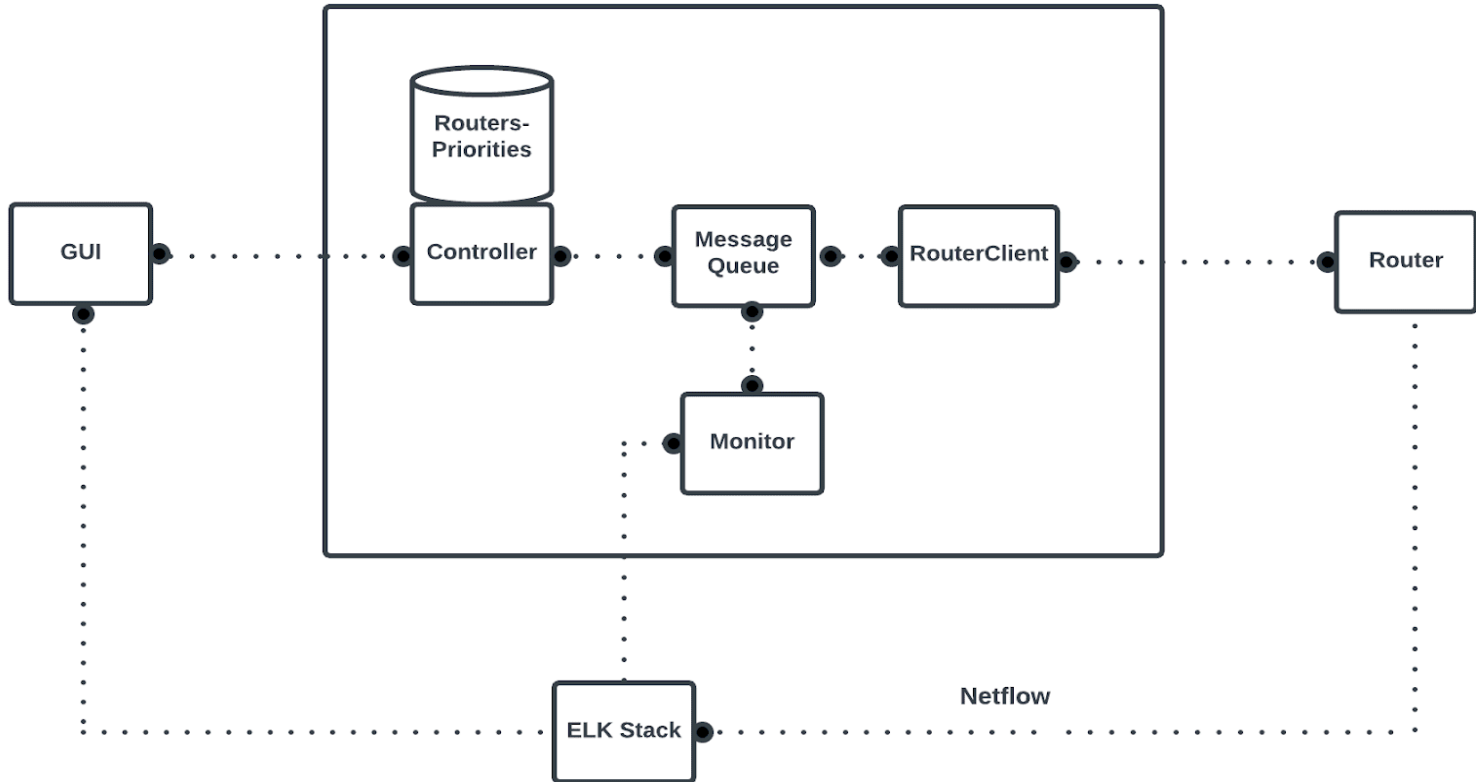 Routers-
Priorities
GUI
Controller
Message
Queue
RouterClient
Router
Monitor
Netflow
ELK Stack